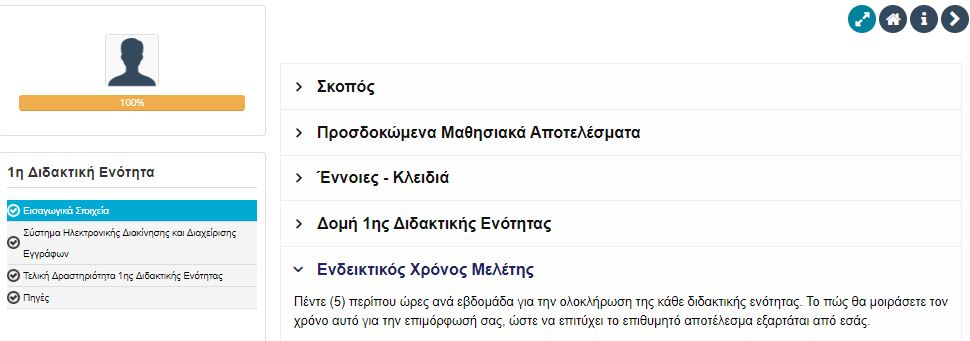 100%
1η Διδακτική Ενότητα
Εισαγωγικά Στοιχεία
Σύστημα Ηλεκτρονικής Διακίνησης και Διαχείρισης
Εγγράφων
Τελική Δραστηριότητα 1ης Διδακτικής Ενότητας
Πηγές
Σκοπός
Προσδοκώμενα Μαθησιακά Αποτελέσματα
Έννοιες - Κλειδιά
Δομή 1ης Διδακτικής Ενότητας
Ενδεικτικός Χρόνος Μελέτης
Πέντε (5) περίπου ώρες ανά εβδομάδα για την ολοκλήρωση της κάθε διδακτικής ενότητας. Το πώς θα μοιράσετε τον
χρόνο αυτό για την επιμόρφωσή σας, ώστε να επιτύχει το επιθυμητό αποτέλεσμα εξαρτάται από εσάς.